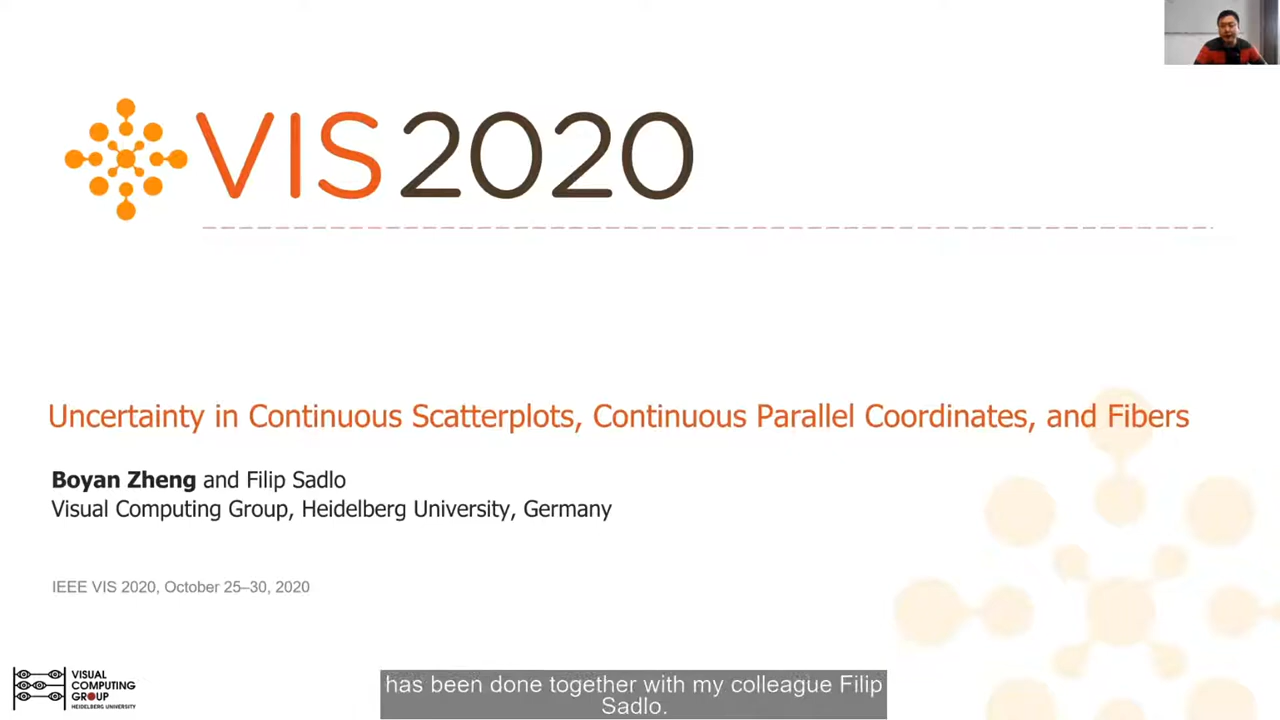 VIS2020
Uncertainty in Continuous Scatterplots, Continuous Parallel Coordinates, and Fibers
Boyan Zheng and Filip Sadlo
Visual Computing Group, Heidelberg University, Germany
IEEE VIS 2020, October 25–30, 2020
VISUAL
COMPUTING
GROUP
HEIDELBERG UNIVERSITY
has been done together with my colleague Filip
Sadlo.